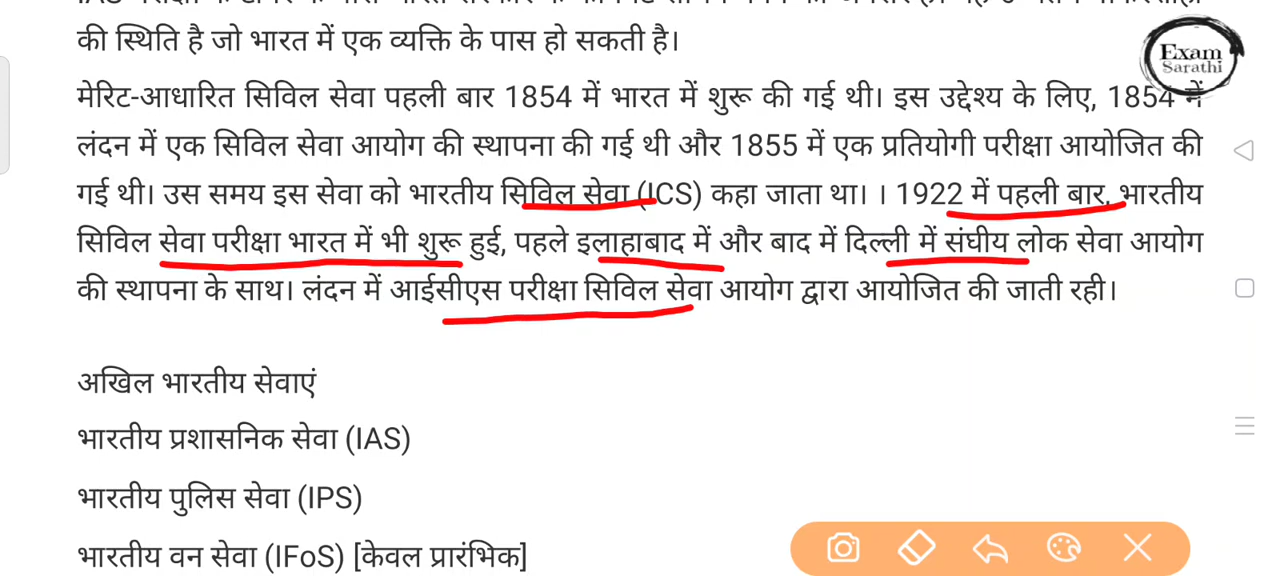 की स्थिति है जो भारत में एक व्यक्ति के पास हो सकती है।
Exam
Sarathi
मेरिट-आधारित सिविल सेवा पहली बार 1854 में भारत में शुरू की गई थी। इस उद्देश्य के लिए, 1854 में
लंदन में एक सिविल सेवा आयोग की स्थापना की गई थी और 1855 में एक प्रतियोगी परीक्षा आयोजित की
गई थी। उस समय इस सेवा को भारतीय सिविल सेवा (ICS) कहा जाता था। । 1922 में पहली बार, भारतीय
सिविल सेवा परीक्षा भारत में भी शुरू हुई, पहले इलाहाबाद में और बाद में दिल्ली में संघीय लोक सेवा आयोग
की स्थापना के साथ। लंदन में आईसीएस परीक्षा सिविल सेवा आयोग द्वारा आयोजित की जाती रही।
अखिल भारतीय सेवाएं
भारतीय प्रशासनिक सेवा (IAS)
भारतीय पुलिस सेवा (IPS)
भारतीय वन सेवा (IFoS) [केवल प्रारंभिक]